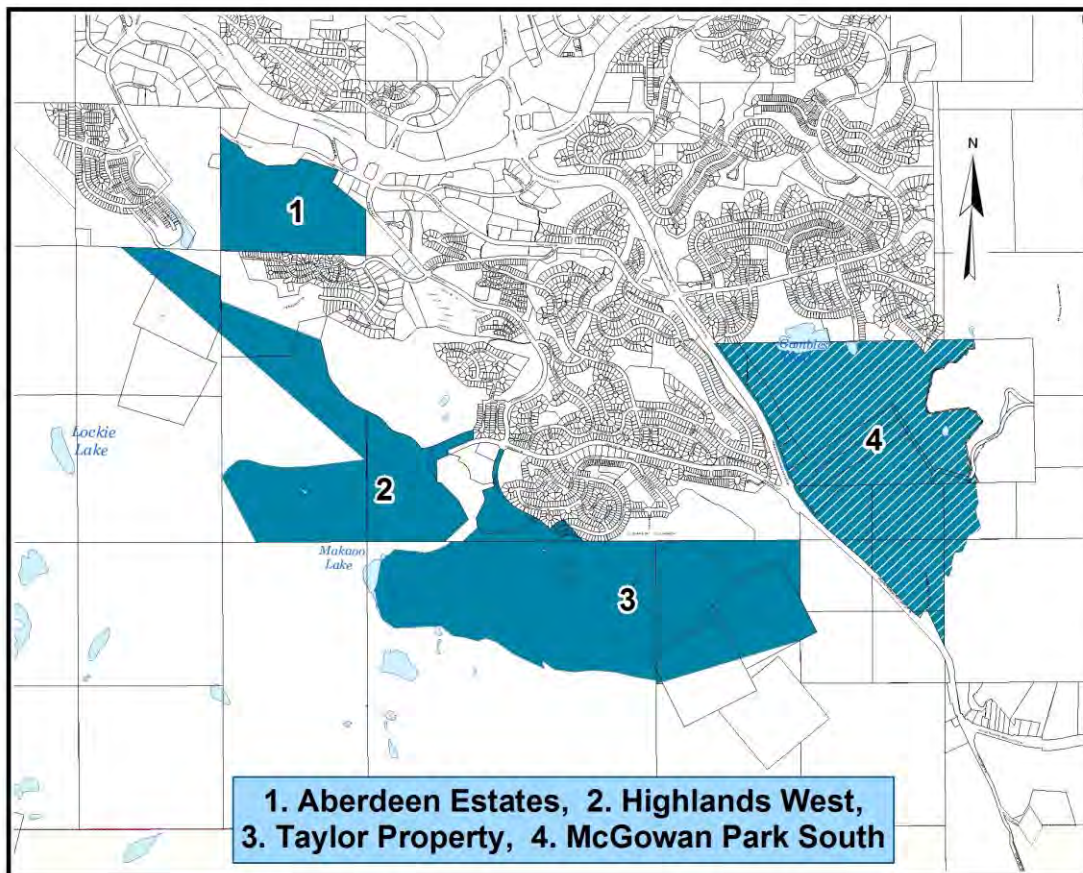 N
1
Gambles
4
Lockie
Lake
2
Makaoo
Lake
3
1. Aberdeen Estates, 2. Highlands West,
3. Taylor Property, 4. McGowan Park South